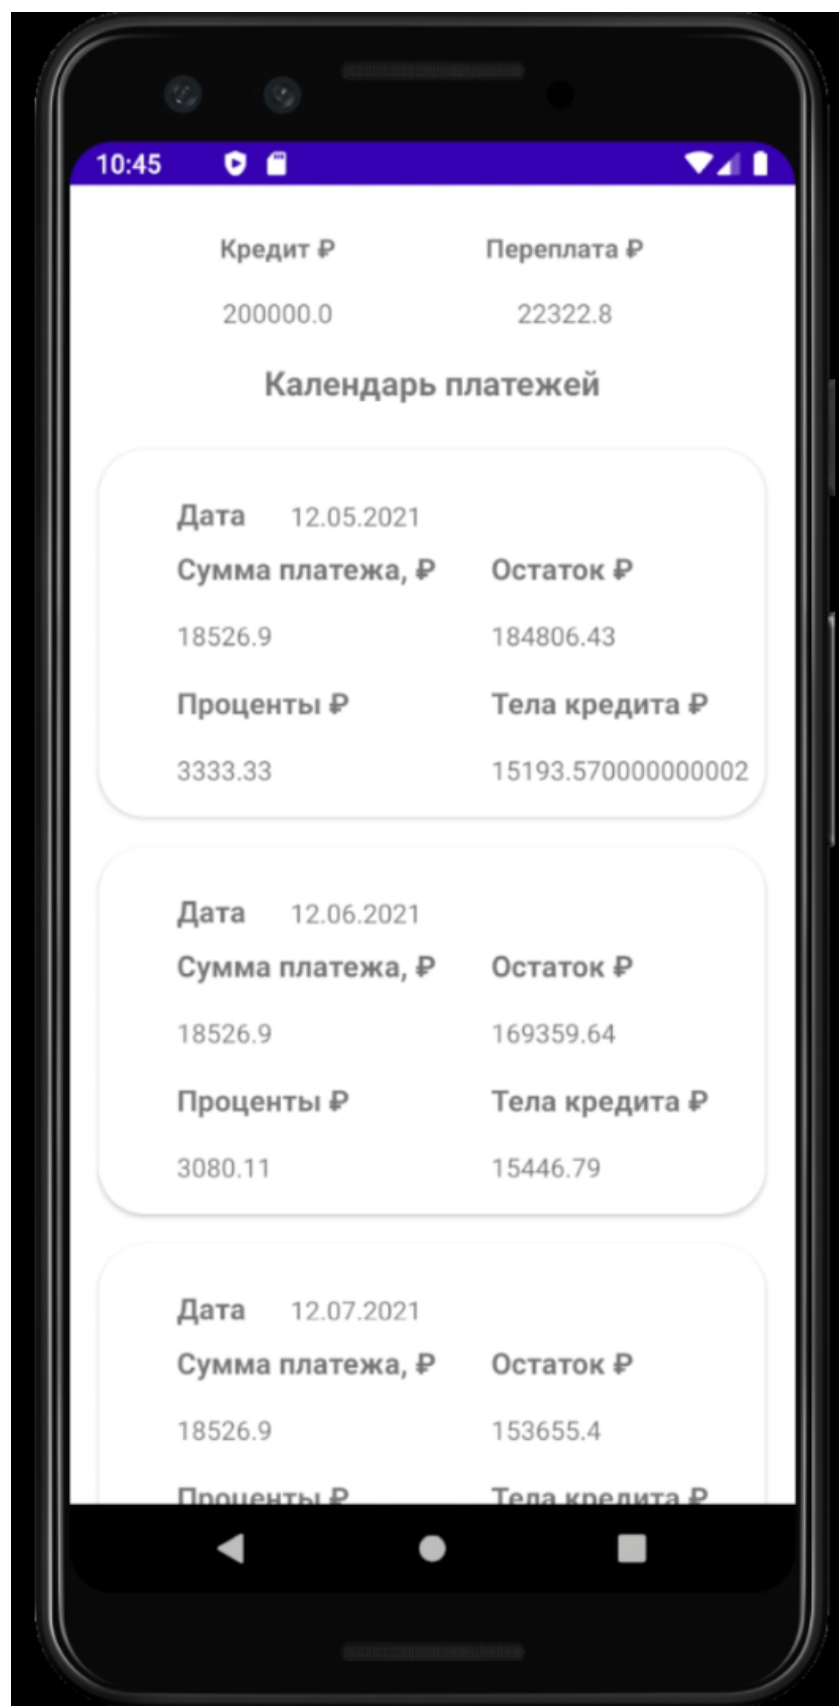 10:45
Кредит ₽ Переплата ₽
200000.0 22322.8
Календарь платежей
Дата 12.05.2021
Сумма платежа, ₽ Остаток ₽
18526.9 184806.43
Проценты ₽ Тела кредита ₽
3333.33 15193.570000000002
Дата 12.06.2021
Сумма платежа, ₽ Остаток ₽
18526.9 169359.64
Проценты ₽ Тела кредита ₽
3080.11 15446.79
Дата 12.07.2021
Сумма платежа, ₽ Остаток ₽
18526.9 153655.4
Проценты ₽ Тела кредита ₽